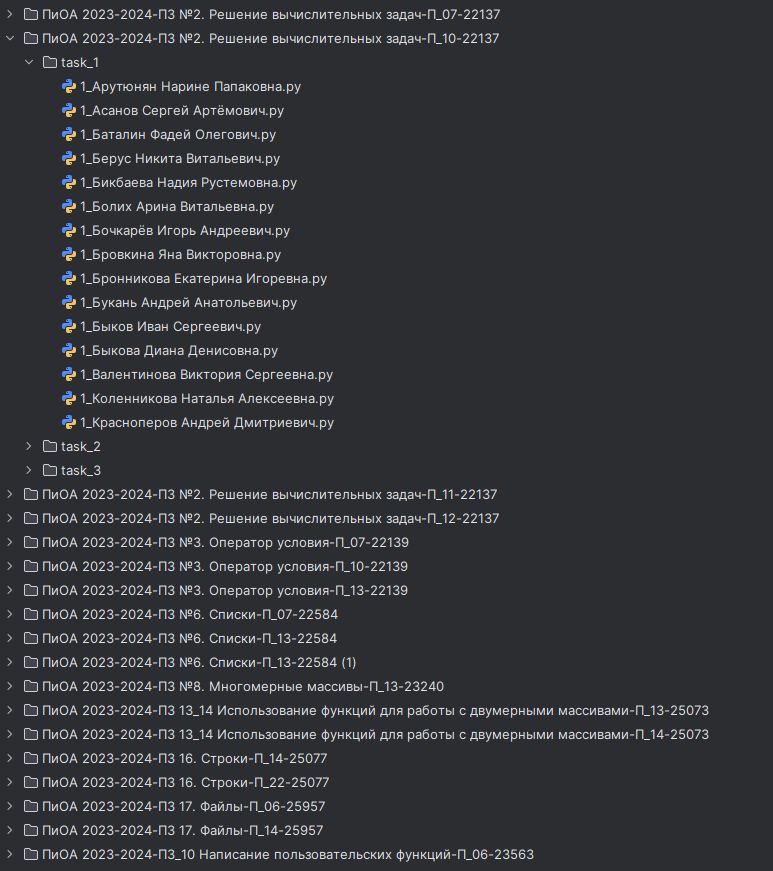 ПиОА 2023-2024-ПЗ №2. Решение вычислительных задач-П_07-22137
ПиОА 2023-2024-ПЗ №2. Решение вычислительных задач-П_10-22137
task_1
1_Арутюнян Нарине Папаковна.py
1_Асанов Сергей Артёмович.py
1_Баталин Фадей Олегович.py
1_Берус Никита Витальевич.py
1_Бикбаева Надия Рустемовна.py
1_Болих Арина Витальевна.py
1_Бочкарёв Игорь Андреевич.py
1_Бровкина Яна Викторовна.py
1_Бронникова Екатерина Игоревна.py
1_Букань Андрей Анатольевич.py
1_Быков Иван Сергеевич.py
1_Быкова Диана Денисовна.py
1_Валентинова Виктория Сергеевна.py
1_Коленникова Наталья Алексеевна.py
1_Красноперов Андрей Дмитриевич.py
task_2
task_3
ПиОА 2023-2024-ПЗ №2. Решение вычислительных задач-П_11-22137
ПиОА 2023-2024-ПЗ №2. Решение вычислительных задач-П_12-22137
ПиОА 2023-2024-ПЗ №3. Оператор условия-П_07-22139
ПиОА 2023-2024-ПЗ №3. Оператор условия-П_10-22139
ПиОА 2023-2024-ПЗ №3. Оператор условия-П_13-22139
ПиОА 2023-2024-ПЗ №6. Списки-П_07-22584
ПиОА 2023-2024-ПЗ №6. Списки-П_13-22584
ПиОА 2023-2024-ПЗ №6. Списки-П_13-22584 (1)
ПиОА 2023-2024-ПЗ №8. Многомерные массивы-П_13-23240
ПиОА 2023-2024-ПЗ 13_14 Использование функций для работы с двумерными массивами-П_13-25073
ПиОА 2023-2024-ПЗ 13_14 Использование функций для работы с двумерными массивами-П_14-25073
ПиОА 2023-2024-ПЗ 16. Строки-П_14-25077
ПиОА 2023-2024-ПЗ 16. Строки-П_22-25077
ПиОА 2023-2024-ПЗ 17. Файлы-П_06-25957
ПиОА 2023-2024-ПЗ 17. Файлы-П_14-25957
ПиОА 2023-2024-ПЗ_10 Написание пользовательских функций-П_06-23563